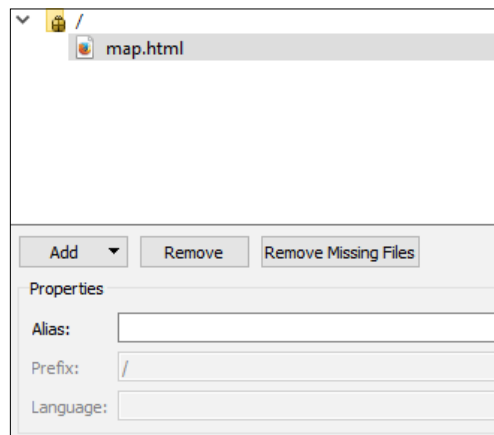 /
map.html
Add Remove Remove Missing Files
Properties
Alias:
Prefix: /
Language: